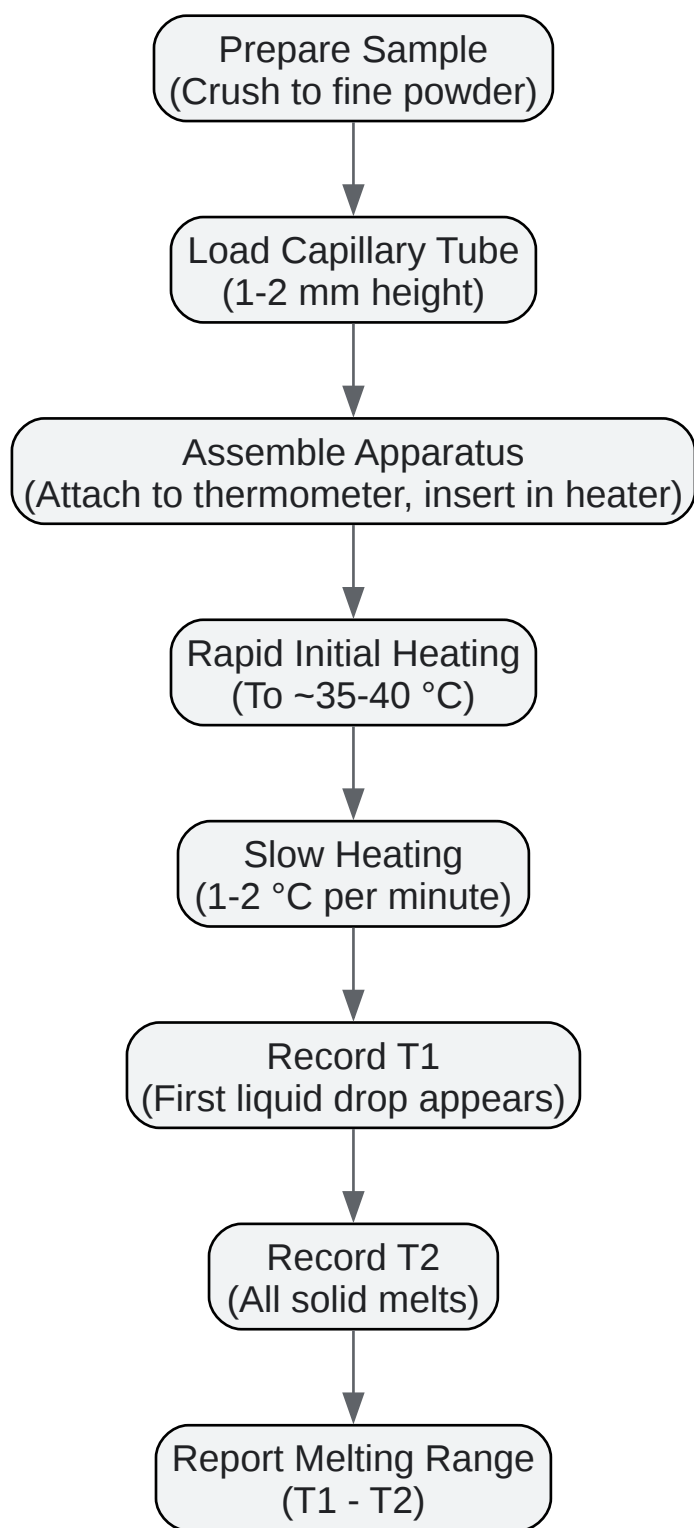 Prepare Sample
(Crush to fine powder)
Load Capillary Tube
(1-2 mm height)
Assemble Apparatus
(Attach to thermometer, insert in heater)
Rapid Initial Heating
(To ~35-40 °C)
Slow Heating
(1-2 °C per minute)
Record T1
(First liquid drop appears)
Record T2
(All solid melts)
Report Melting Range
(T1 - T2)